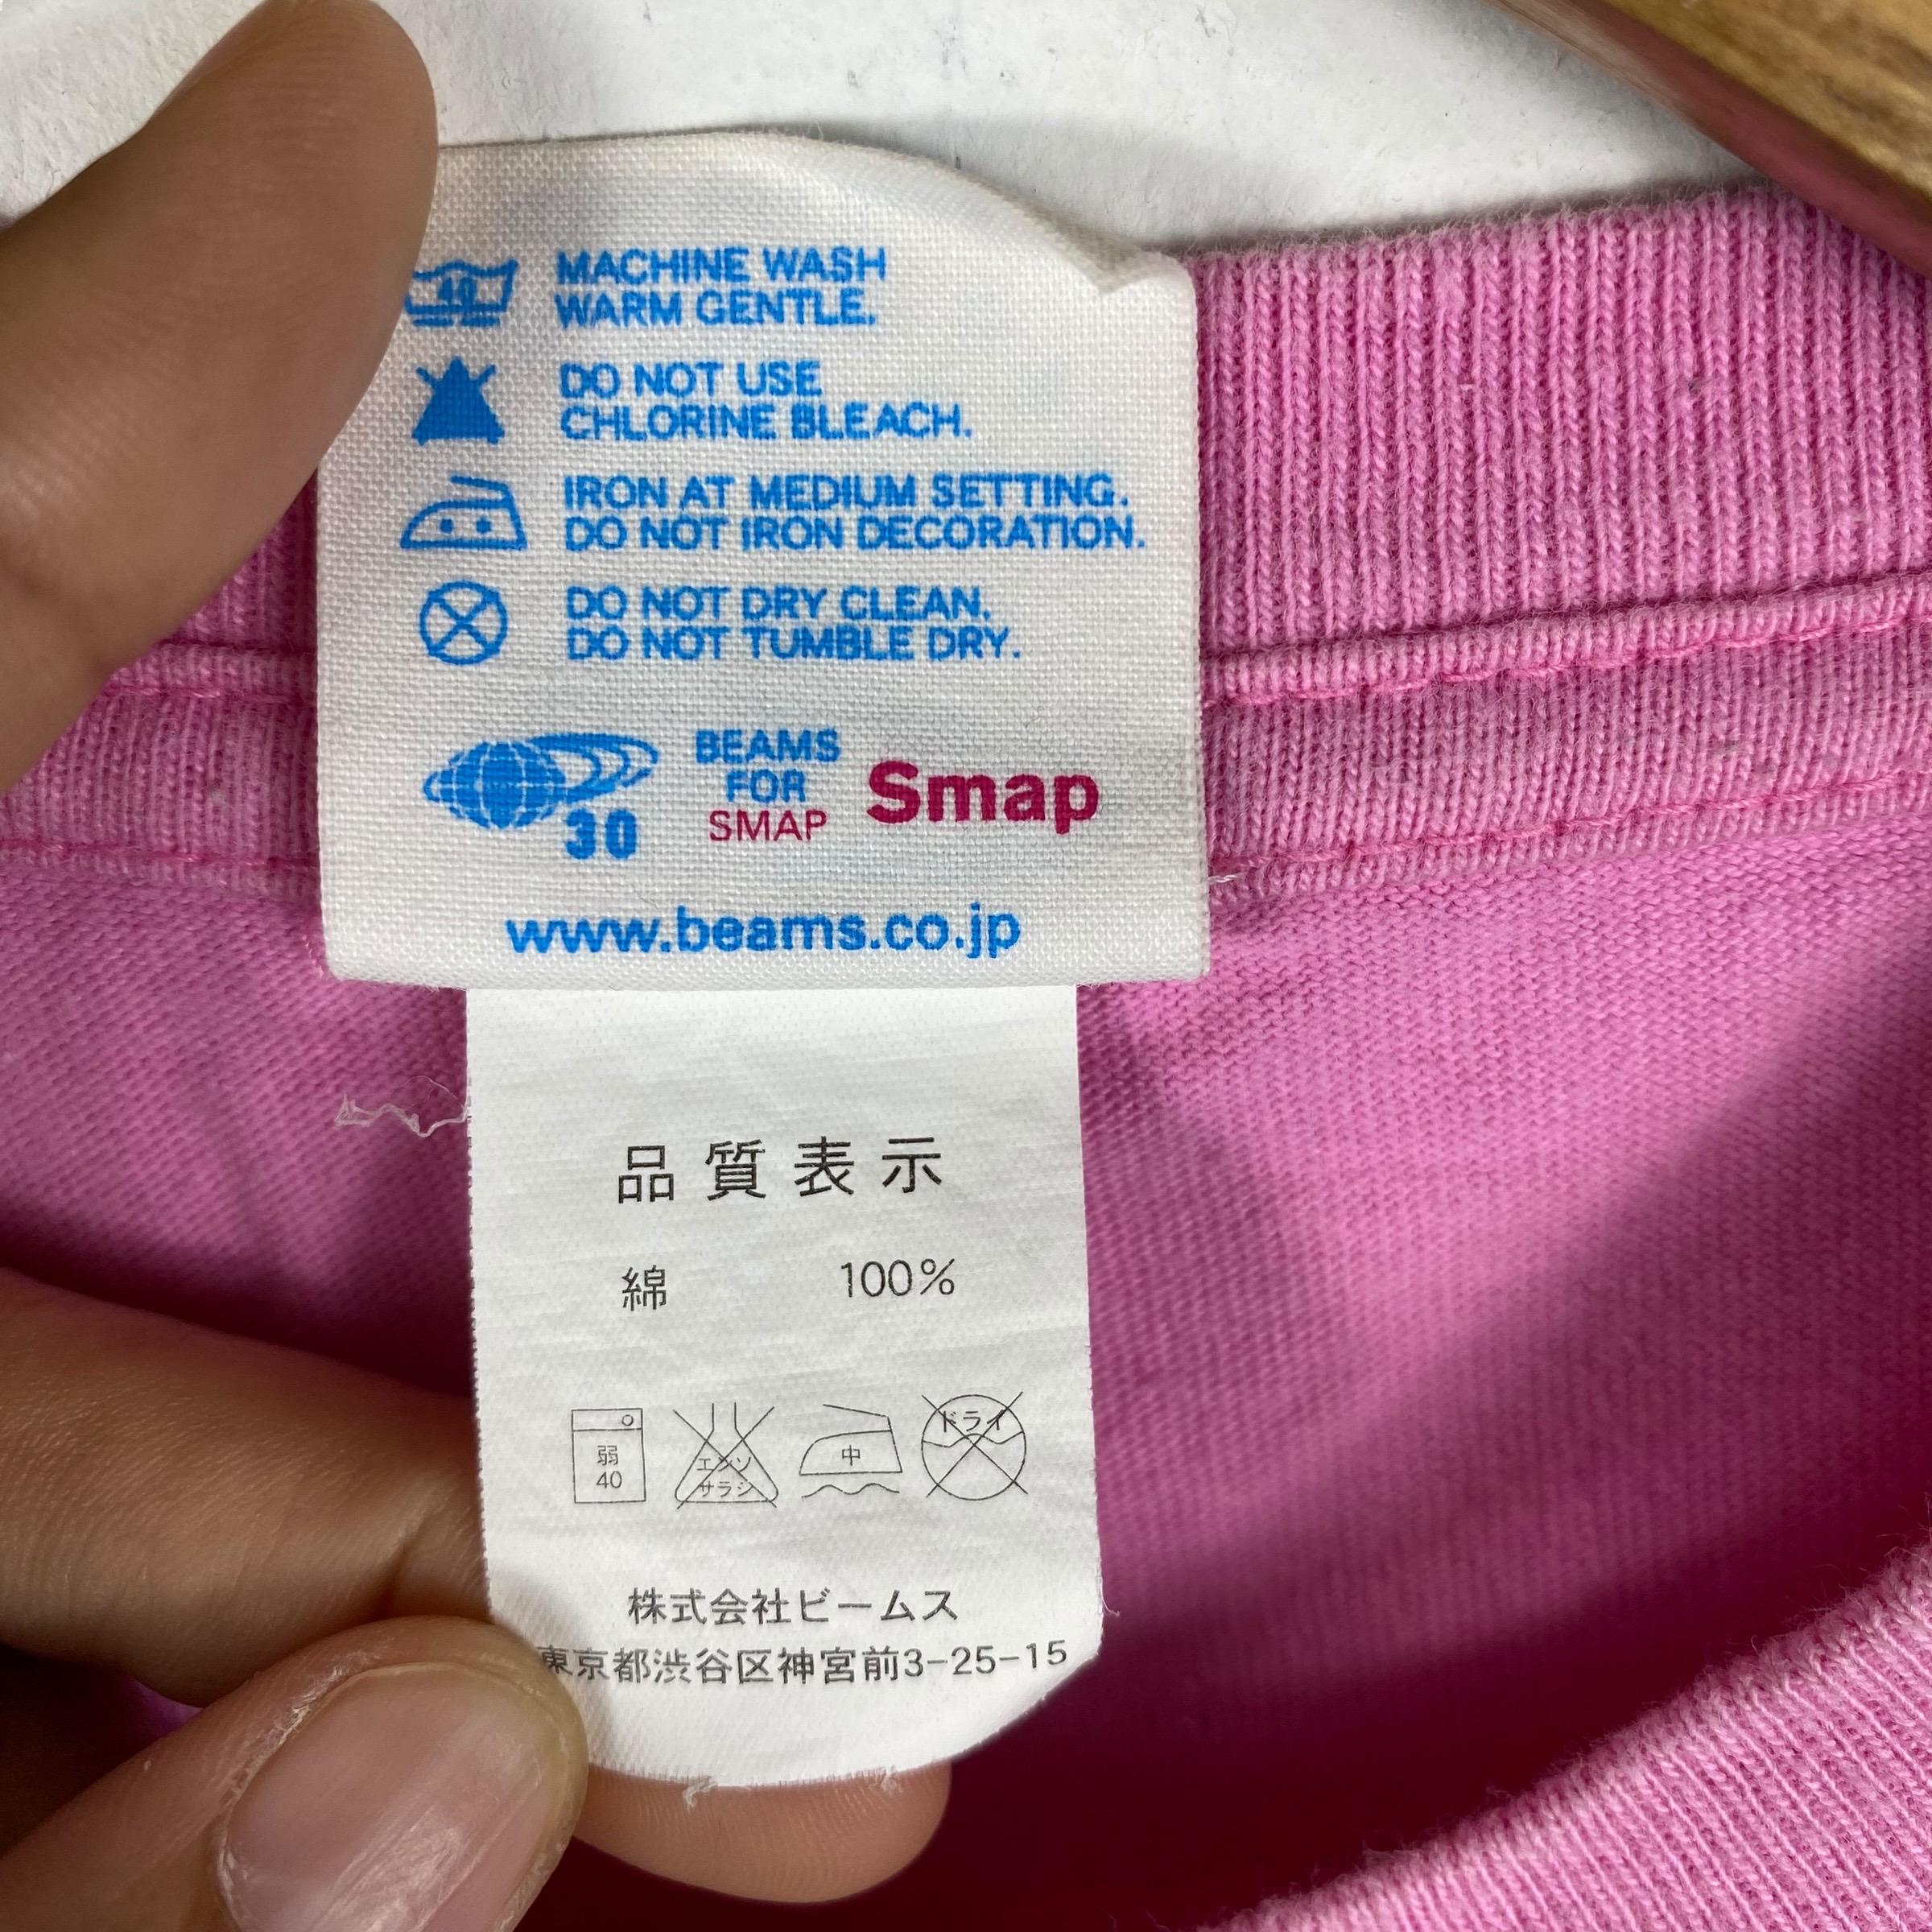 40
MACHINE WASH
WARM GENTLE.
DO NOT USE
CHLORINE BLEACH.
IRON AT MEDIUM SETTING.
DO NOT IRON DECORATION.
DO NOT DRY CLEAN.
DO NOT TUMBLE DRY.
30
BEAMS
FOR
SMAP
Smap
www.beams.co.jp
品質表示
綿 100%
弱
40
エンソ
サラシ
中
ドライ
株式会社ビームス
東京都渋谷区神宮前3-25-15